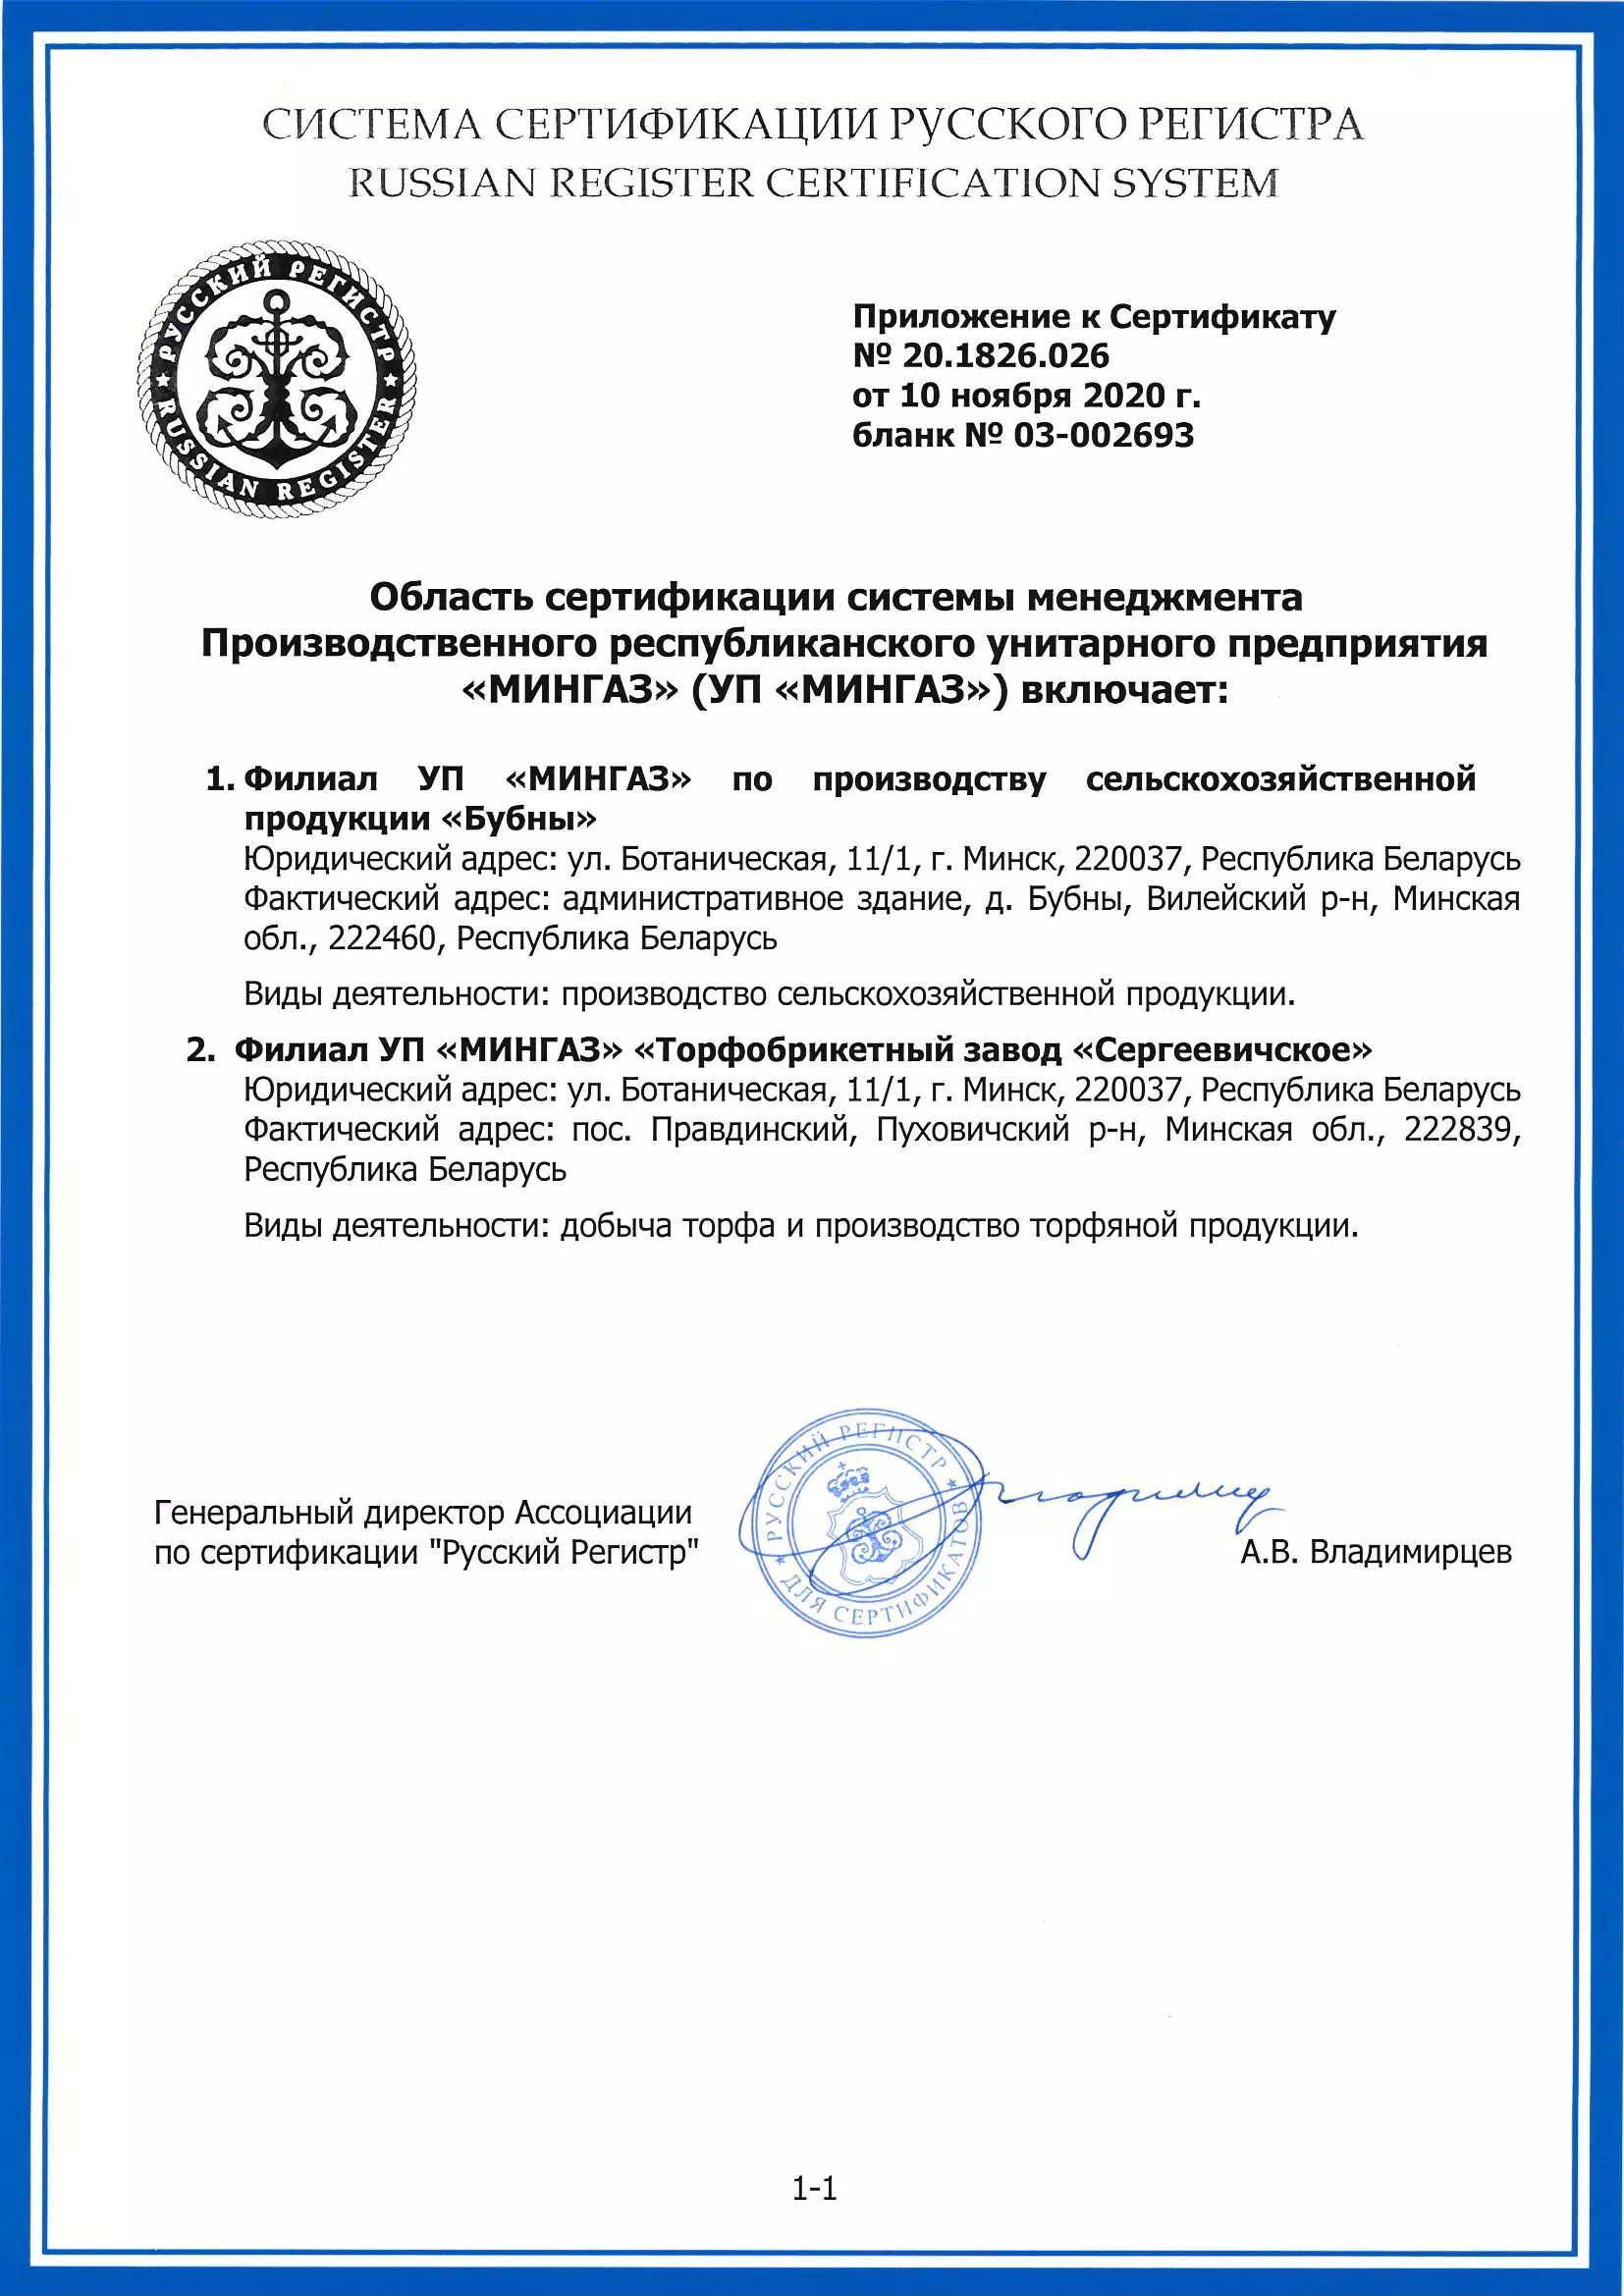 СИСТЕМА СЕРТИФИКАЦИИ РУССКОГО РЕГИСТРА
RUSSIAN REGISTER CERTIFICATION SYSTEM
РУССКИЙ РЕГИСТР
RUSSIAN REGISTER
Приложение к Сертификату
№ 20.1826.026
от 10 ноября 2020 г.
бланк № 03-002693
Область сертификации системы менеджмента
Производственного республиканского унитарного предприятия
«МИНГАЗ» (УП «МИНГАЗ») включает:
1. Филиал УП «МИНГАЗ» по производству сельскохозяйственной
продукции «Бубны»
Юридический адрес: ул. Ботаническая, 11/1, г. Минск, 220037, Республика Беларусь
Фактический адрес: административное здание, д. Бубны, Вилейский р-н, Минская
обл., 222460, Республика Беларусь
Виды деятельности: производство сельскохозяйственной продукции.
2. Филиал УП «МИНГАЗ» «Торфобрикетный завод «Сергеевичское»
Юридический адрес: ул. Ботаническая, 11/1, г. Минск, 220037, Республика Беларусь
Фактический адрес: пос. Правдинский, Пуховичский р-н, Минская обл., 222839,
Республика Беларусь
Виды деятельности: добыча торфа и производство торфяной продукции.
РУССКИЙ РЕГИСТР
ДЛЯ СЕРТИФИКАТОВ
Генеральный директор Ассоциации
по сертификации "Русский Регистр"
А.В. Владимирцев
1-1